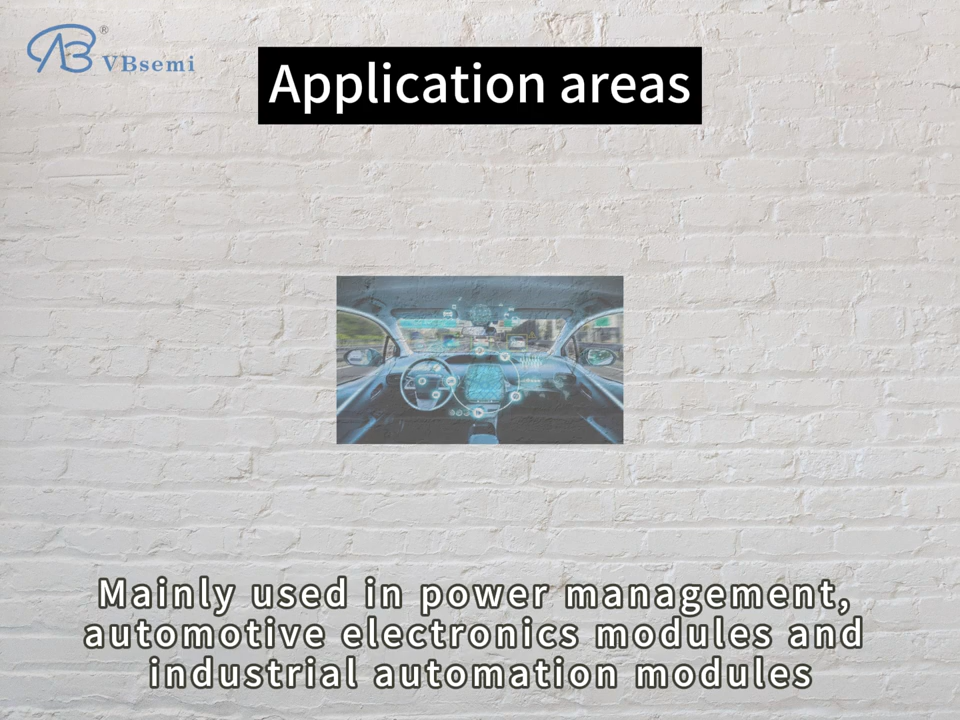 VBsemi
Application areas
Mainly used in power management,
automotive electronics modules and
industrial automation modules